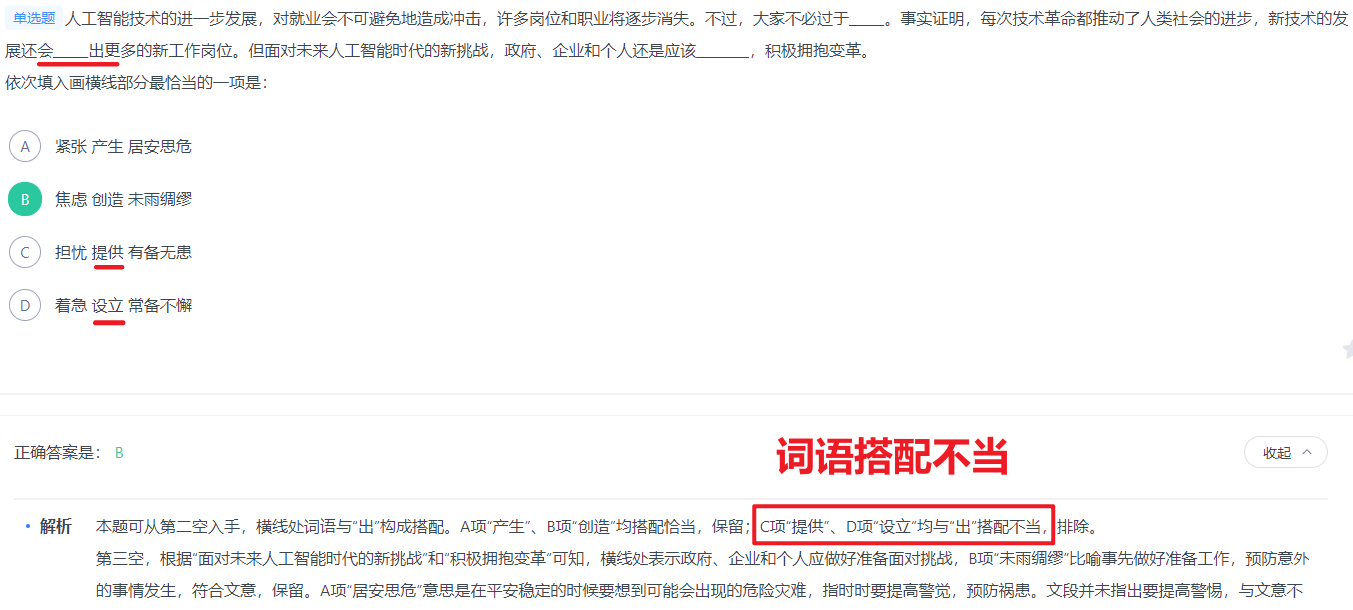 单选题 人工智能技术的进一步发展，对就业会不可避免地造成冲击，许多岗位和职业将逐步消失。不过，大家不必过于_____。事实证明，每次技术革命都推动了人类社会的进步，新技术的发
展还会_____出更多的新工作岗位。但面对未来人工智能时代的新挑战，政府、企业和个人还是应该________，积极拥抱变革。
依次填入画横线部分最恰当的一项是：
A 紧张 产生 居安思危
B 焦虑 创造 未雨绸缪
C 担忧 提供 有备无患
D 着急 设立 常备不懈
正确答案是： B
词语搭配不当
收起
解析 本题可从第二空入手，横线处词语与“出”构成搭配。A项“产生”、B项“创造”均搭配恰当，保留；C项“提供”、D项“设立”均与“出”搭配不当，排除。
第三空，根据“面对未来人工智能时代的新挑战”和“积极拥抱变革”可知，横线处表示政府、企业和个人应做好准备面对挑战，B项“未雨绸缪”比喻事先做好准备工作，预防意外
的事情发生，符合文意，保留。A项“居安思危”意思是在平安稳定的时候要想到可能会出现的危险灾难，指时时要提高警觉，预防祸患。文段并未指出要提高警惕，与文意不